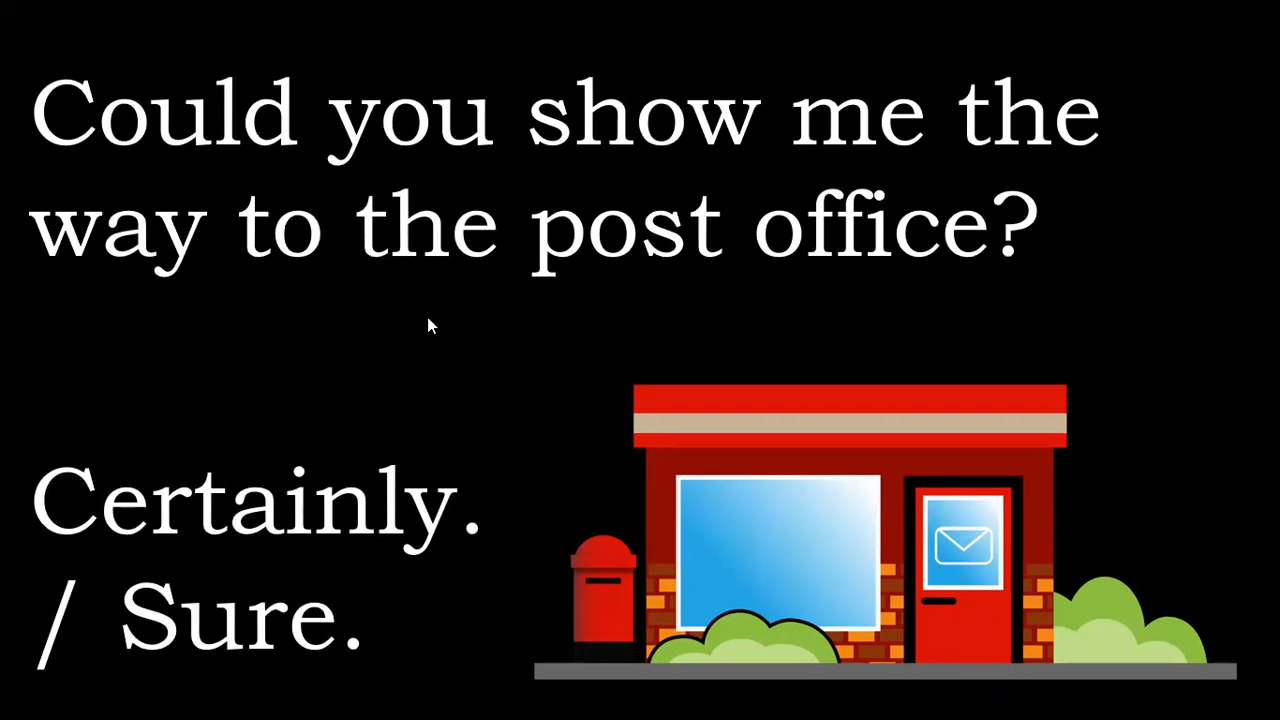 Could you show me the
way to the post office?
Certainly.
/ Sure.